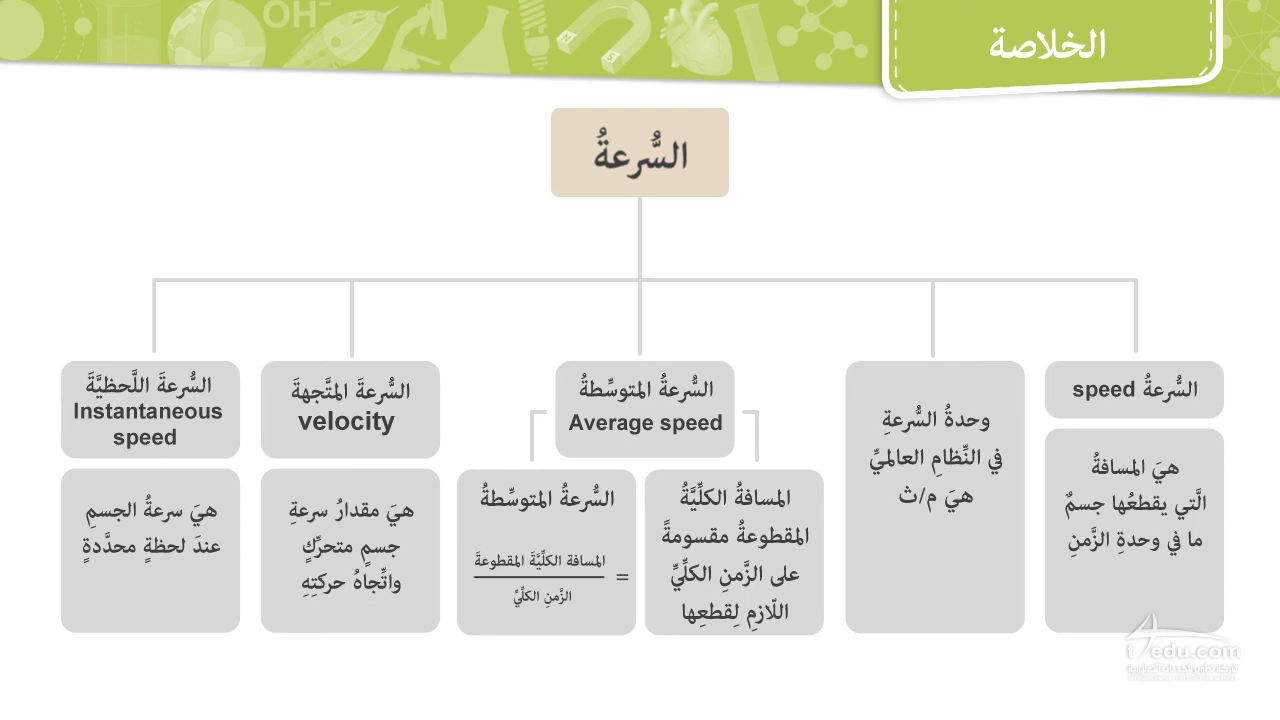 الخلاصة
OH⁻
N
S
السُّرعةُ
السُّرعةُ speed
هيَ المسافةُ
الَّتي يقطعُها جسمٌ
ما في وحدةِ الزَّمنِ
وحدةُ السُّرعةِ
في النِّظامِ العالميِّ
هيَ م/ث
السُّرعةُ المتوسِّطةُ
Average speed
المسافةُ الكلِّيَّةُ
المقطوعةُ مقسومةً
على الزَّمنِ الكلِّيِّ
اللّازمِ لِقطعِها
السُّرعةُ المتوسِّطةُ
= المسافة الكلِّيَّةَ المقطوعةَ
الزَّمنِ الكلِّيَّ
السُّرعةَ المتَّجهةَ
velocity
هيَ مقدارُ سرعةِ
جسمٍ متحرِّكٍ
واتِّجاهُ حركتِهِ
السُّرعةَ اللَّحظيَّةَ
Instantaneous
speed
هيَ سرعةُ الجسمِ
عندَ لحظةٍ محدَّدةٍ
t4edu.com